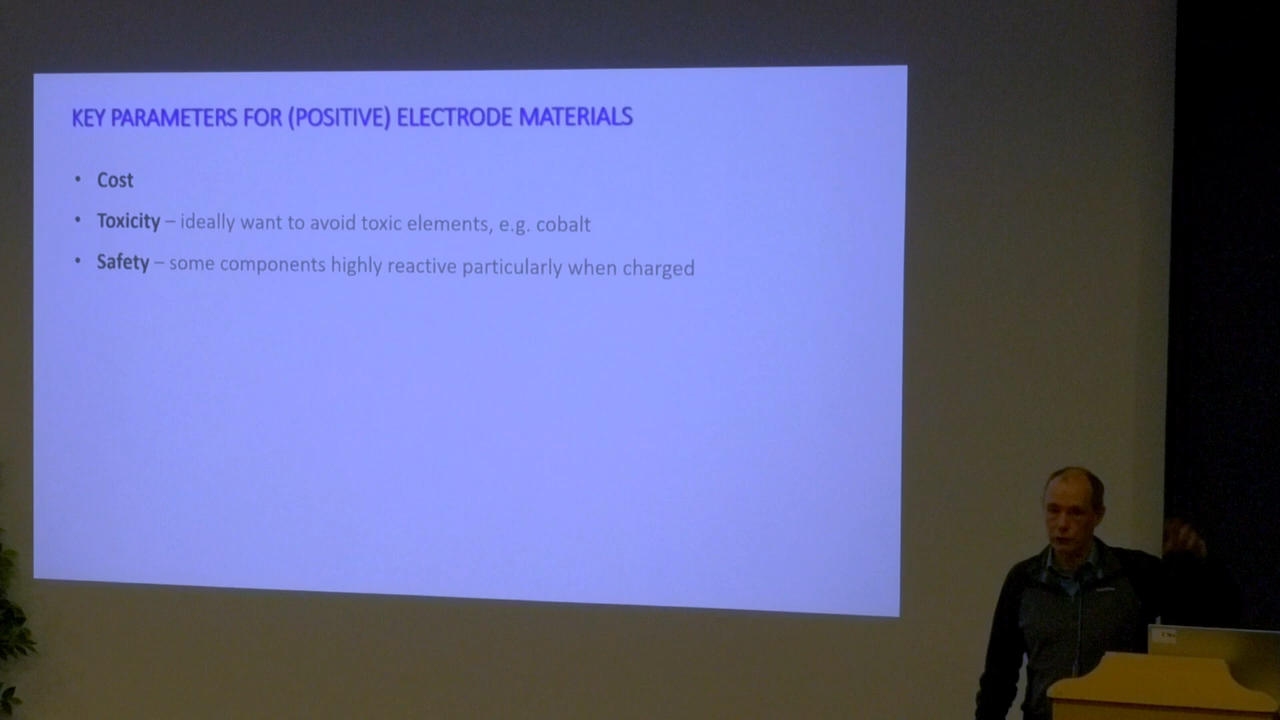 KEY PARAMETERS FOR (POSITIVE) ELECTRODE MATERIALS
• Cost
• Toxicity – ideally want to avoid toxic elements, e.g. cobalt
• Safety – some components highly reactive particularly when charged